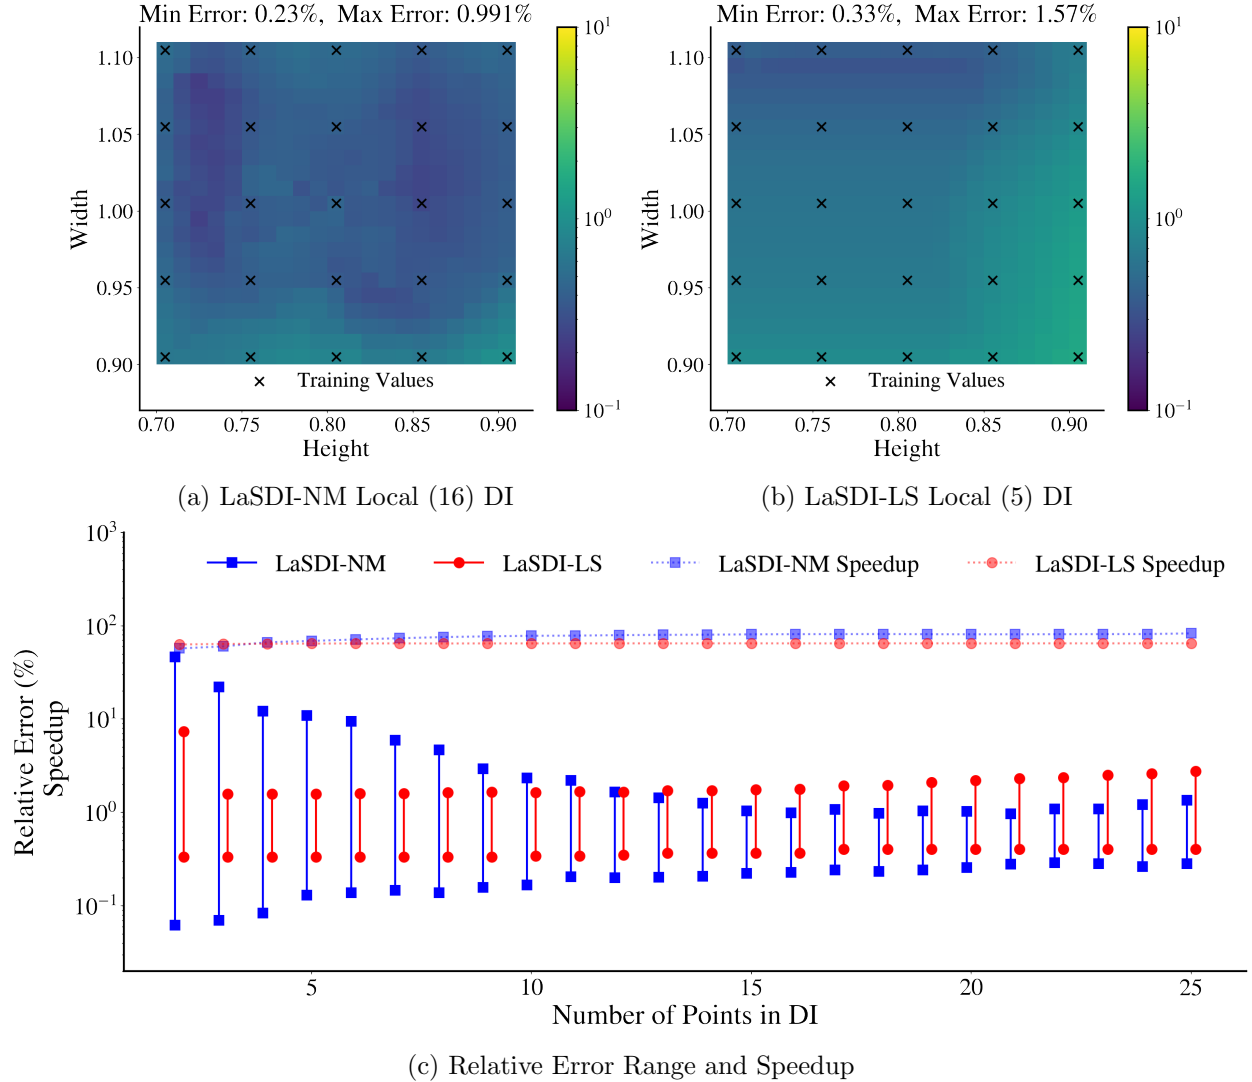 Min Error: 0.23%, Max Error: 0.991%
Width
1.10
1.05
1.00
0.95
0.90
Training Values
0.70 0.75 0.80 0.85 0.90
Height
10^1
10^0
10^-1
(a) LaSDI-NM Local (16) DI
Min Error: 0.33%, Max Error: 1.57%
Width
1.10
1.05
1.00
0.95
0.90
Training Values
0.70 0.75 0.80 0.85 0.90
Height
10^1
10^0
10^-1
(b) LaSDI-LS Local (5) DI
LaSDI-NM LaSDI-LS LaSDI-NM Speedup LaSDI-LS Speedup
Relative Error (%)
Speedup
10^3
10^2
10^1
10^0
10^-1
5 10 15 20 25
Number of Points in DI
(c) Relative Error Range and Speedup